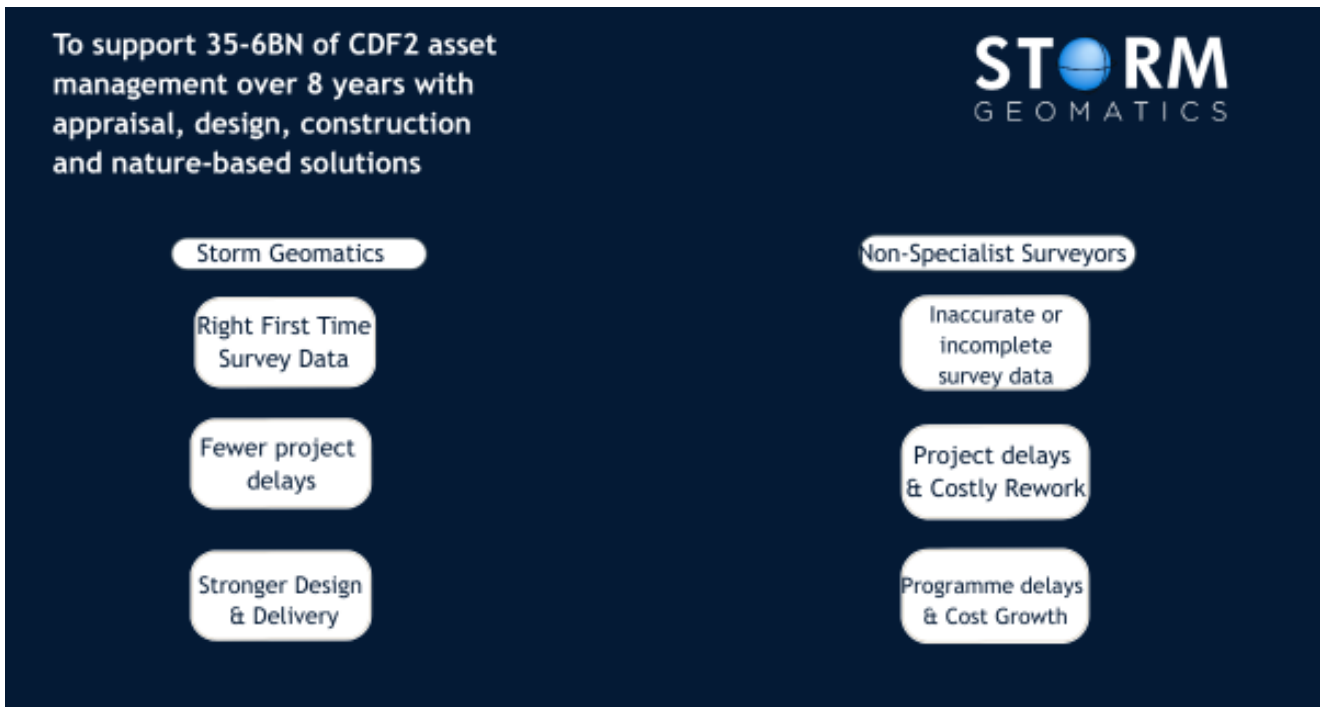 To support 35-6BN of CDF2 asset
management over 8 years with
appraisal, design, construction
and nature-based solutions
STORM
GEOMATICS
Storm Geomatics
Right First Time
Survey Data
Fewer project
delays
Stronger Design
& Delivery
Non-Specialist Surveyors
Inaccurate or
incomplete
survey data
Project delays
& Costly Rework
Programme delays
& Cost Growth